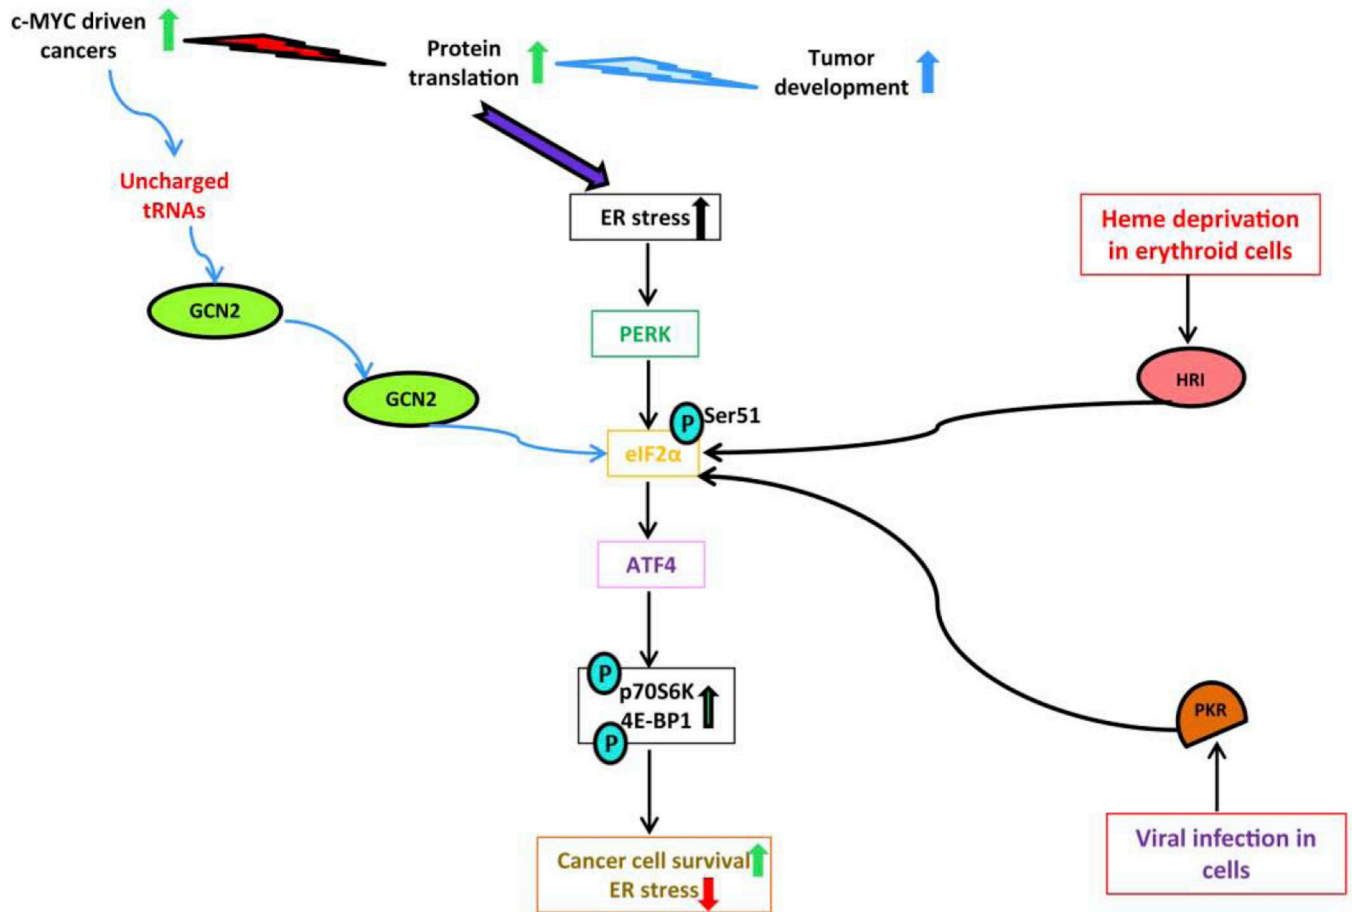 c-MYC driven
cancers
Protein
translation
Tumor
development
Uncharged
tRNAs
ER stress
Heme deprivation
in erythroid cells
GCN2
PERK
HRI
GCN2
P
Ser51
eIF2α
ATF4
P
p70S6K
4E-BP1
P
PKR
Viral infection in
cells
Cancer cell survival
ER stress